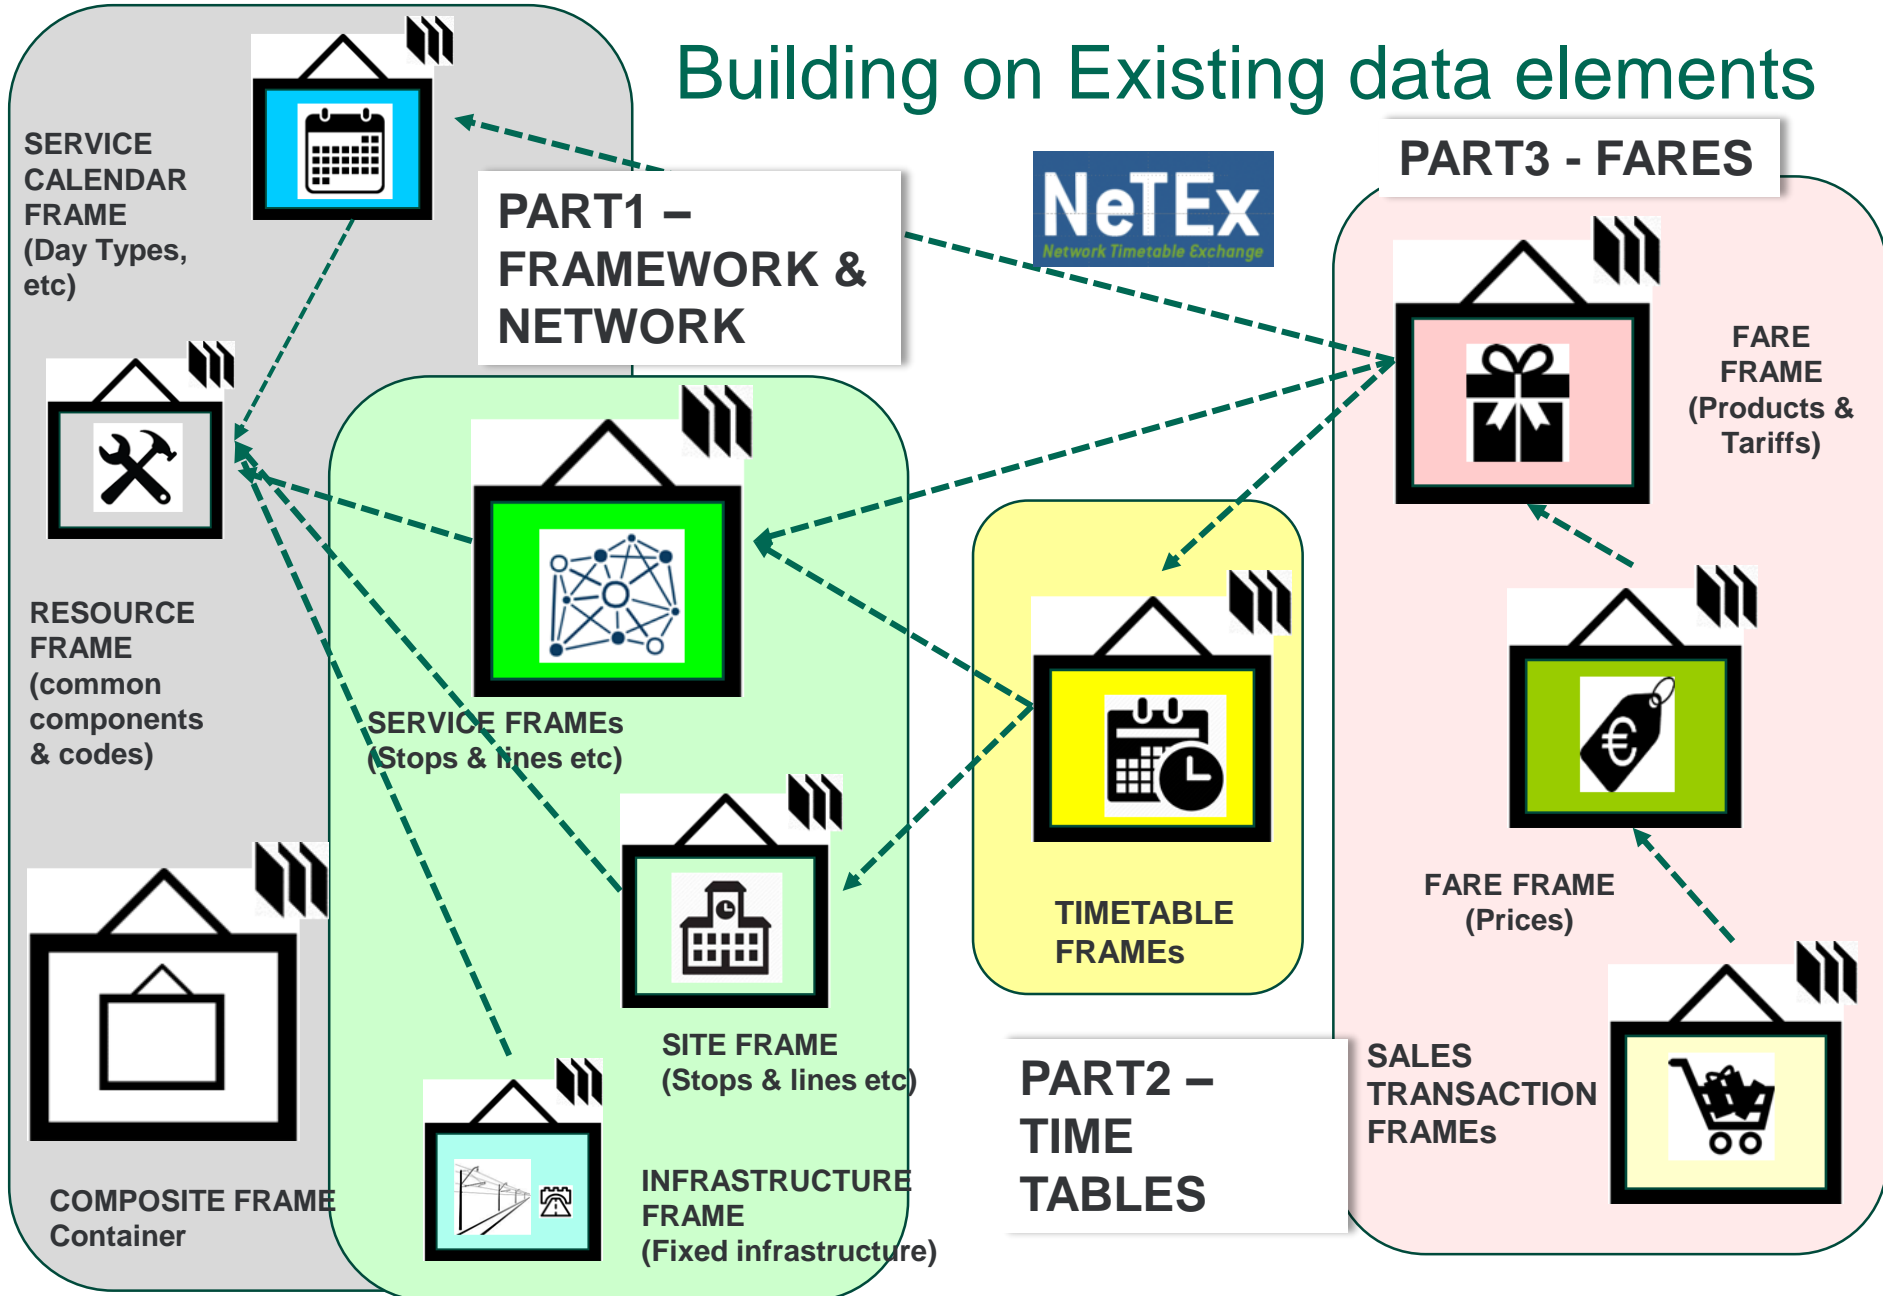 Building on Existing data elements
SERVICE
CALENDAR
FRAME
(Day Types,
etc)
PART1 –
FRAMEWORK &
NETWORK
NeTEx
Network Timetable Exchange
PART3 - FARES
FARE
FRAME
(Products &
Tariffs)
RESOURCE
FRAME
(common
components
& codes)
SERVICE FRAMEs
(Stops & lines etc)
€
TIMETABLE
FRAMEs
FARE FRAME
(Prices)
SITE FRAME
(Stops & lines etc)
PART2 –
TIME
TABLES
SALES
TRANSACTION
FRAMEs
COMPOSITE FRAME
Container
INFRASTRUCTURE
FRAME
(Fixed infrastructure)